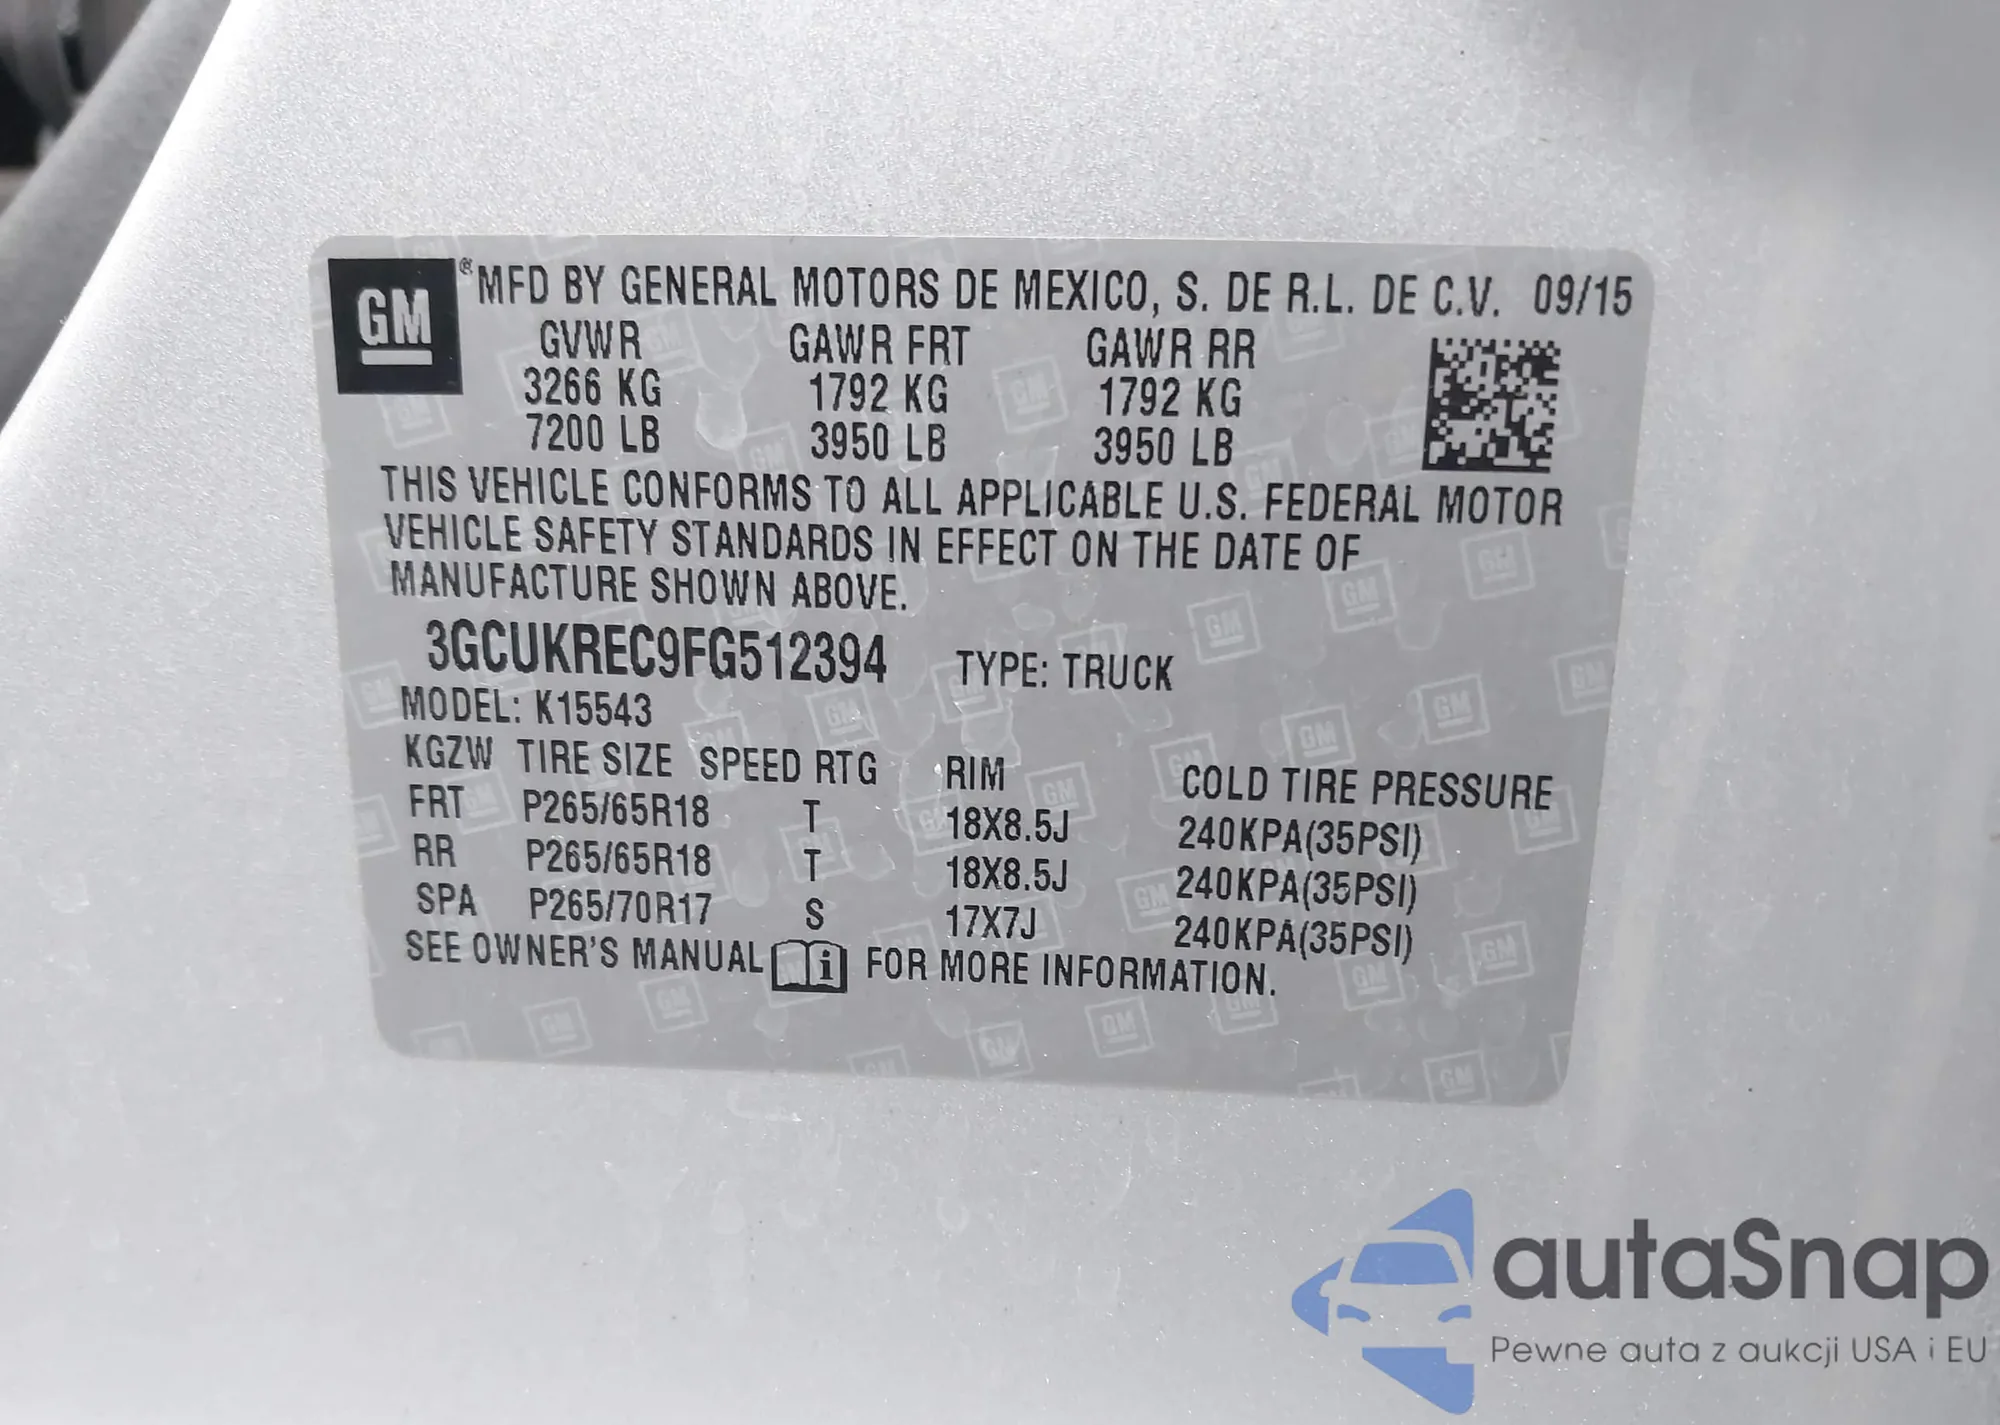 GM ® MFD BY GENERAL MOTORS DE MEXICO, S. DE R.L. DE C.V. 09/15
GVWR GAWR FRT GAWR RR
3266 KG 1792 KG 1792 KG
7200 LB 3950 LB 3950 LB
THIS VEHICLE CONFORMS TO ALL APPLICABLE U.S. FEDERAL MOTOR
VEHICLE SAFETY STANDARDS IN EFFECT ON THE DATE OF
MANUFACTURE SHOWN ABOVE.
3GCUKREC9FG512394 TYPE: TRUCK
MODEL: K15543
KGZW TIRE SIZE SPEED RTG RIM COLD TIRE PRESSURE
FRT P265/65R18 T 18X8.5J 240KPA(35PSI)
RR P265/65R18 T 18X8.5J 240KPA(35PSI)
SPA P265/70R17 S 17X7J 240KPA(35PSI)
SEE OWNER'S MANUAL i FOR MORE INFORMATION.
autaSnap
Pewne auta z aukcji USA i EU